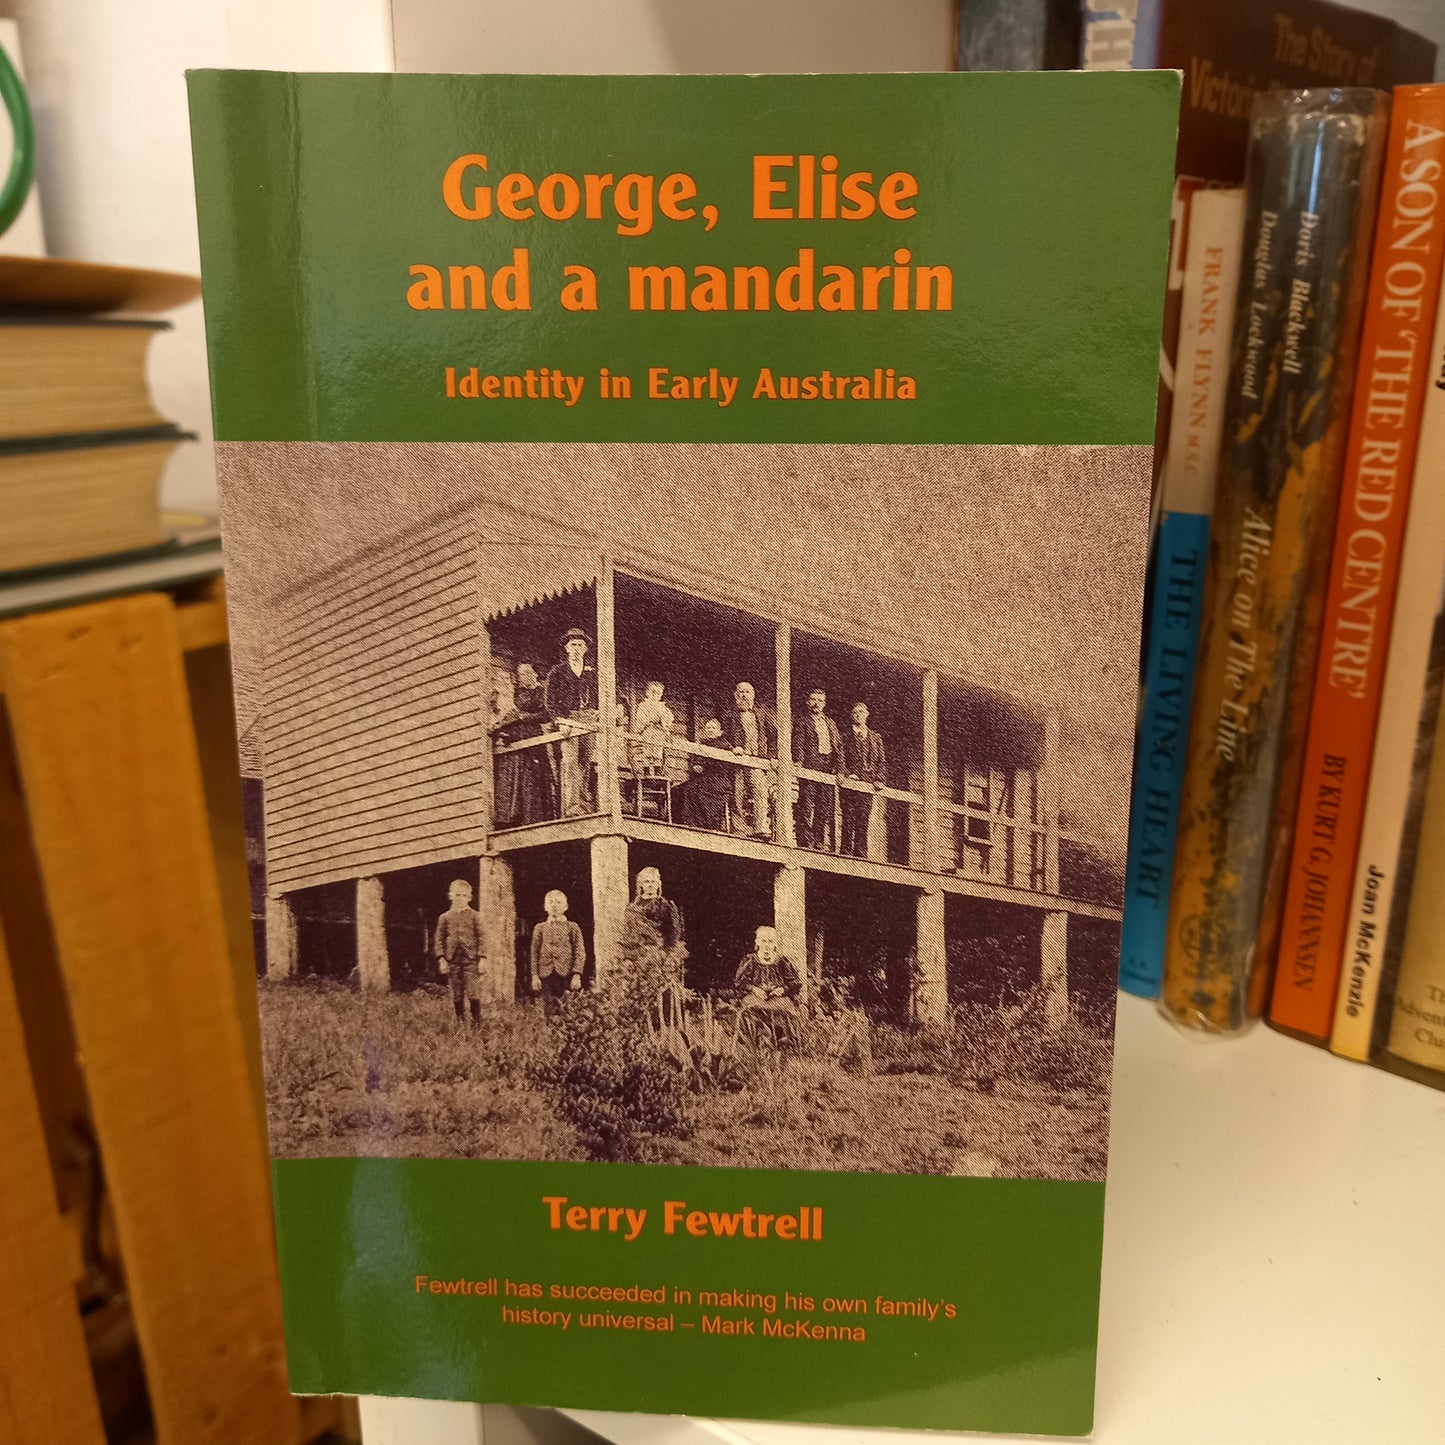 George, Elise
and a mandarin
Identity in Early Australia
Terry Fewtrell
Fewtrell has succeeded in making his own family's
history universal – Mark McKenna
The Story of
Victoria
FRANK FLYNN M.S.C
THE LIVING HEART
Doris Blackwell
Douglas Lockwood
Alice on The Line
A SON OF 'THE RED CENTRE'
BY KURT G. JOHANNSEN
Joan McKenzie